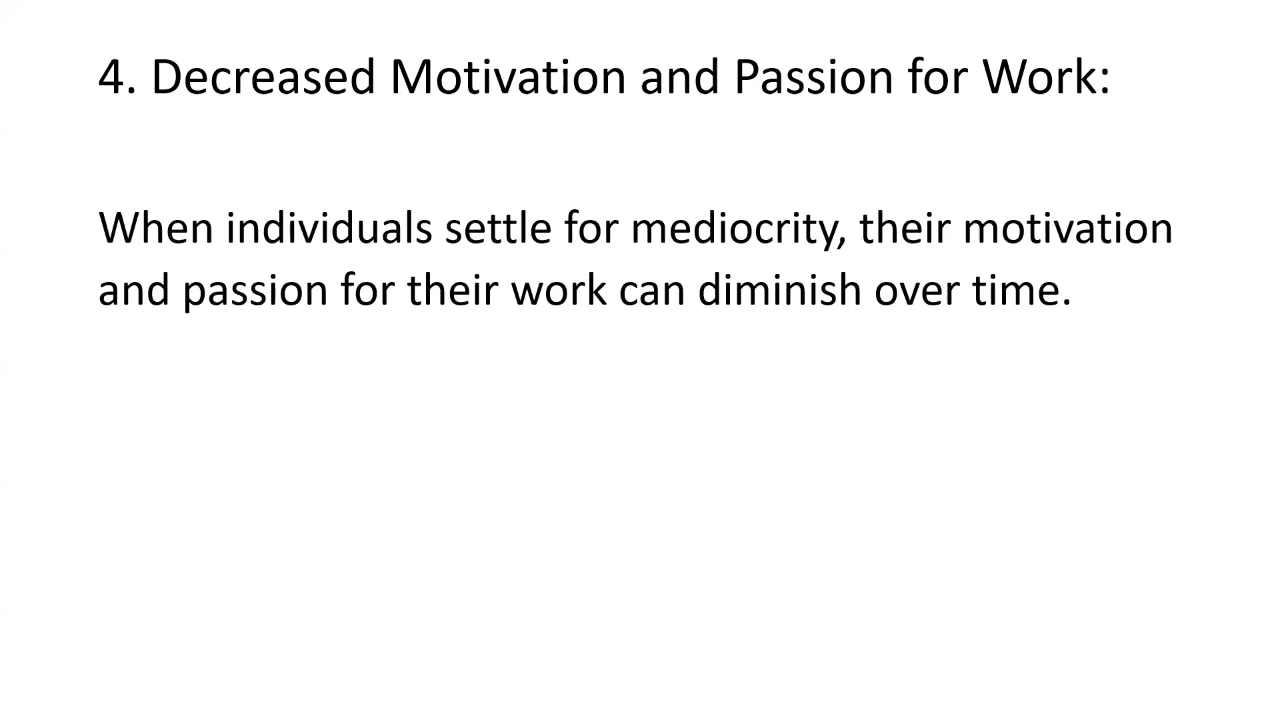 4. Decreased Motivation and Passion for Work:
When individuals settle for mediocrity, their motivation
and passion for their work can diminish over time.